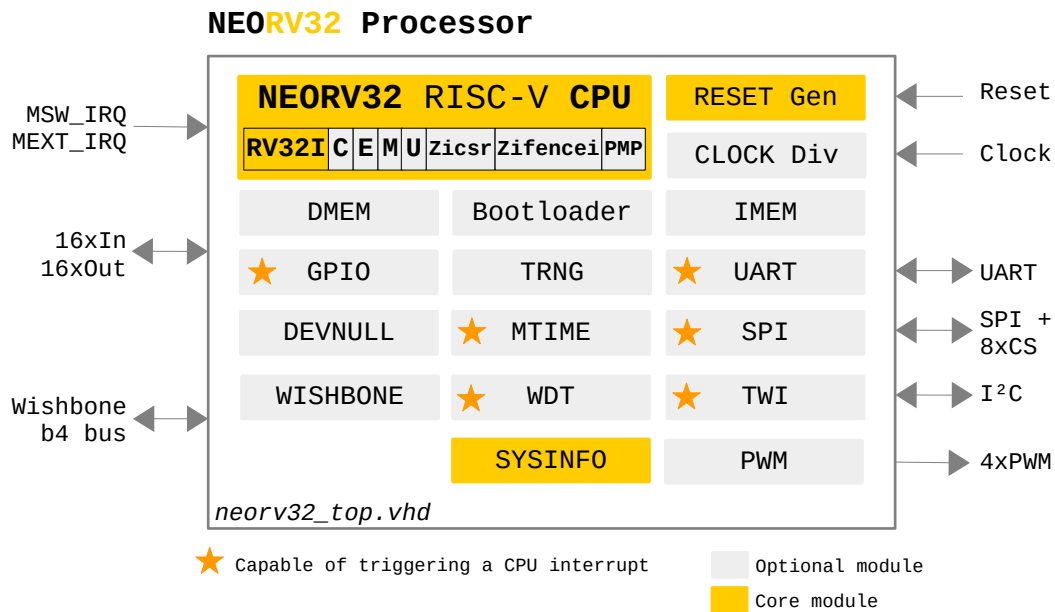 NEORV32 Processor
NEORV32 RISC-V CPU
RV32I C E M U Zicsr Zifencei PMP
RESET Gen
CLOCK Div
DMEM
Bootloader
IMEM
GPIO
TRNG
UART
DEVNULL
MTIME
SPI
WISHBONE
WDT
TWI
SYSINFO
PWM
neorv32_top.vhd
MSW_IRQ
MEXT_IRQ
16xIn
16xOut
Wishbone
b4 bus
Reset
Clock
UART
SPI +
8xCS
I²C
4xPWM
Capable of triggering a CPU interrupt
Optional module
Core module